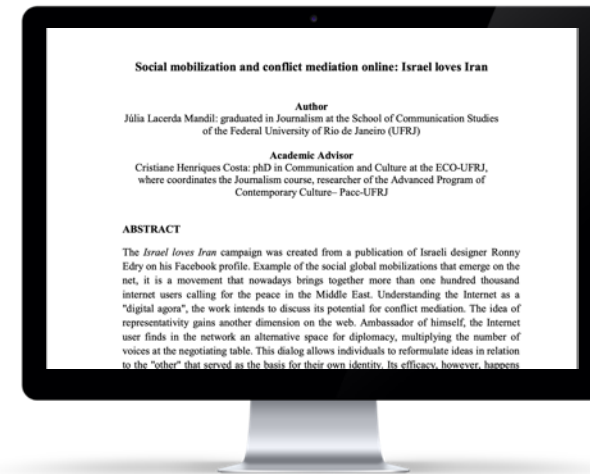 Social mobilization and conflict mediation online: Israel loves Iran
Author
Júlia Lacerda Mandil: graduated in Journalism at the School of Communication Studies
of the Federal University of Rio de Janeiro (UFRJ)
Academic Advisor
Cristiane Henriques Costa: phD in Communication and Culture at the ECO-UFRJ,
where coordinates the Journalism course, researcher of the Advanced Program of
Contemporary Culture– Pacc-UFRJ
ABSTRACT
The Israel loves Iran campaign was created from a publication of Israeli designer Ronny
Edry on his Facebook profile. Example of the social global mobilizations that emerge on the
net, it is a movement that nowadays brings together more than one hundred thousand
internet users calling for the peace in the Middle East. Understanding the Internet as a
"digital agora", the work intends to discuss its potential for conflict mediation. The idea of
representativity gains another dimension on the web. Ambassador of himself, the Internet
user finds in the network an alternative space for diplomacy, multiplying the number of
voices at the negotiating table. This dialog allows individuals to reformulate ideas in relation
to the "other" that served as the basis for their own identity. Its efficacy, however, happens